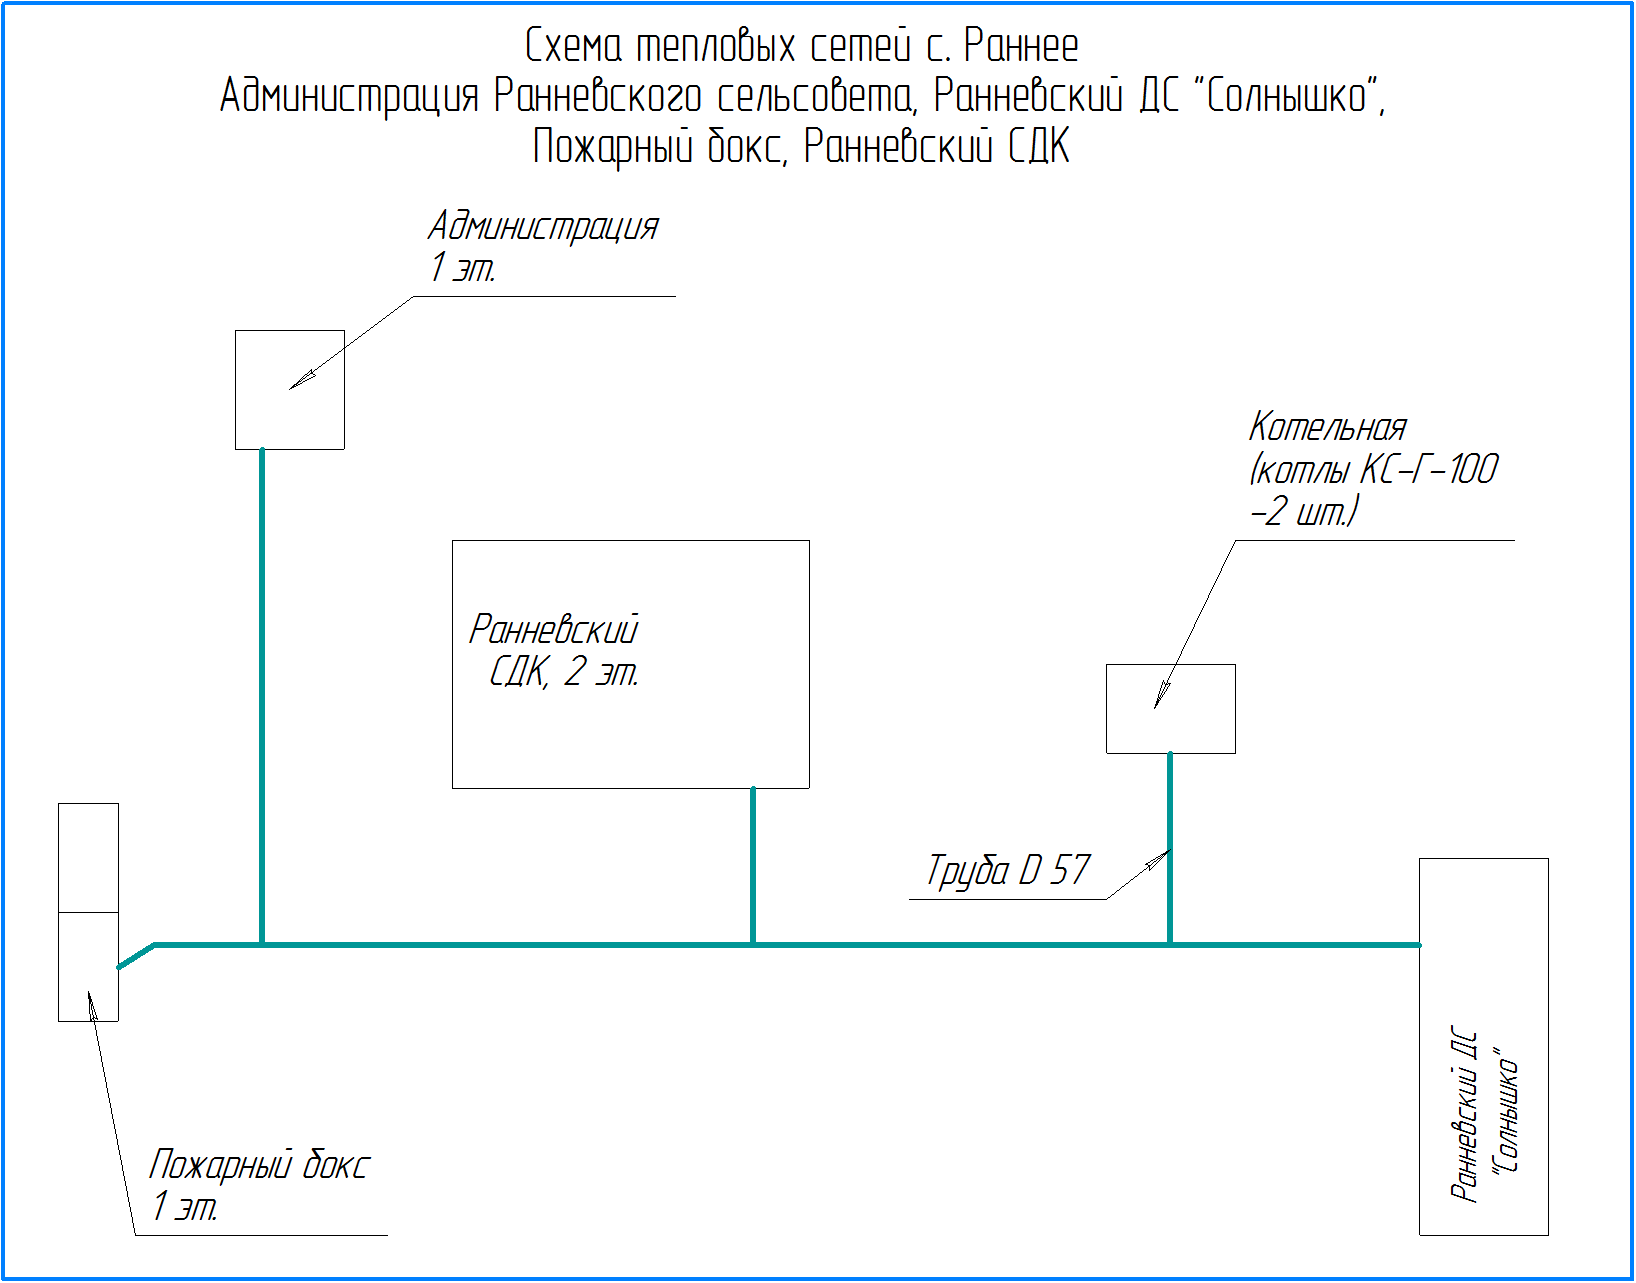 Схема тепловых сетей с. Раннее
Администрация Ранневского сельсовета, Ранневский ДС "Солнышко",
Пожарный бокс, Ранневский СДК
Администрация
1 эт.
Котельная
(котлы КС-Г-100
-2 шт.)
Ранневский
СДК, 2 эт.
Труба D 57
Ранневский ДС
"Солнышко"
Пожарный бокс
1 эт.